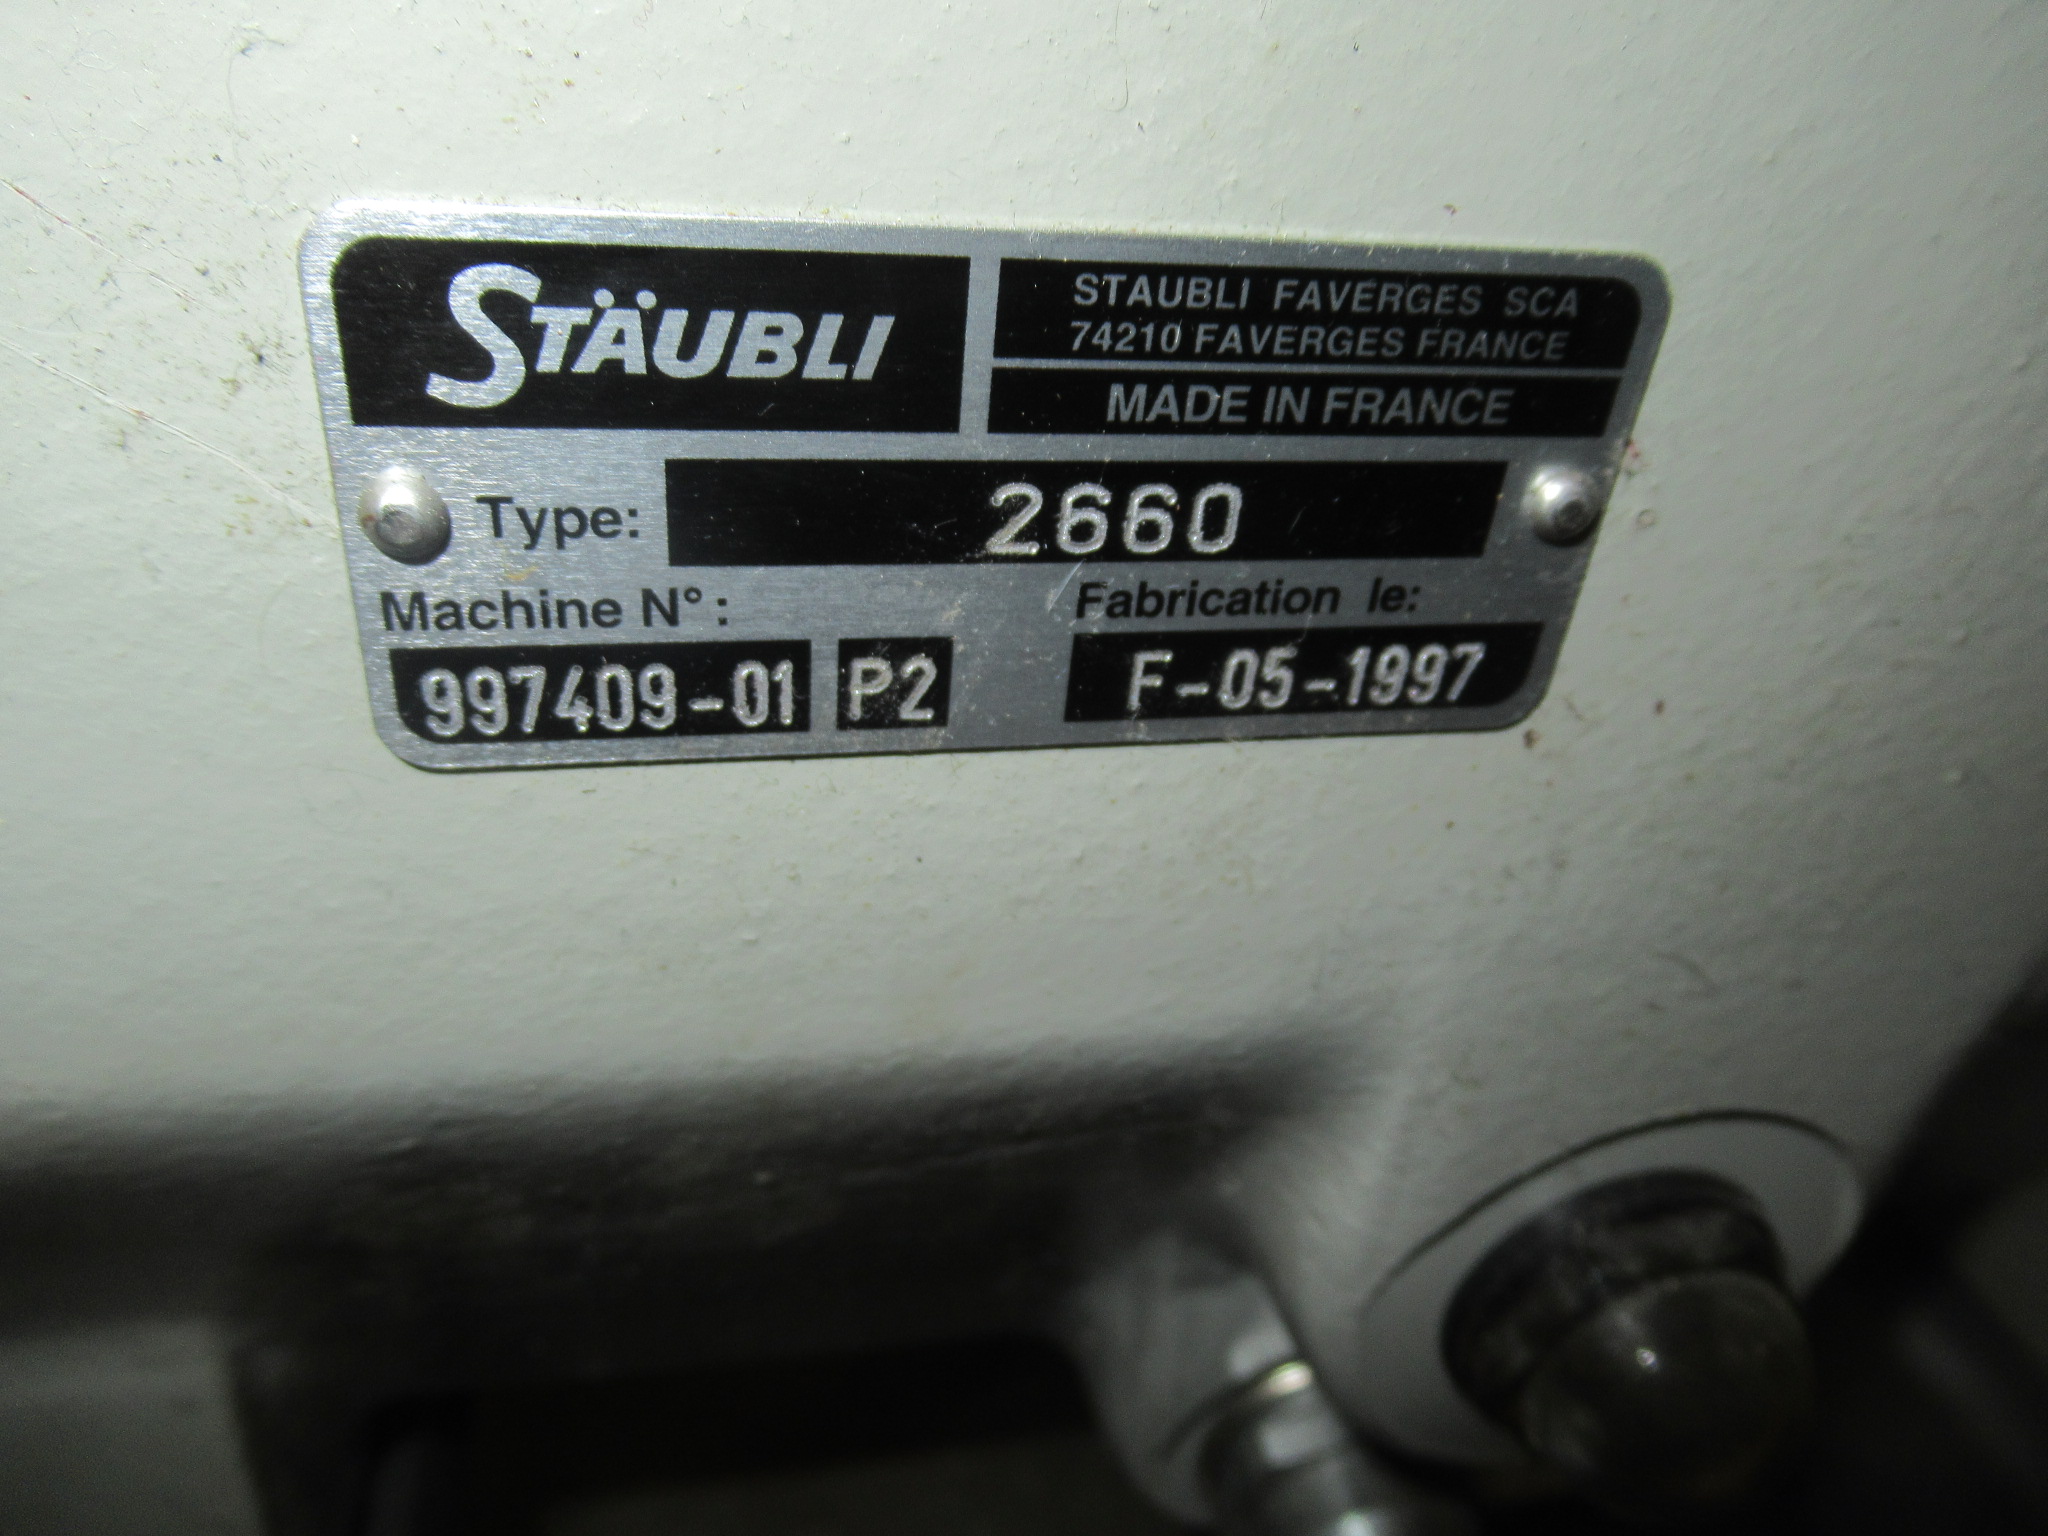 STÄUBLI
STAUBLI FAVERGES SCA
74210 FAVERGES FRANCE
MADE IN FRANCE
Type: 2660
Machine N° :
997409-01 P2
Fabrication le:
F-05-1997